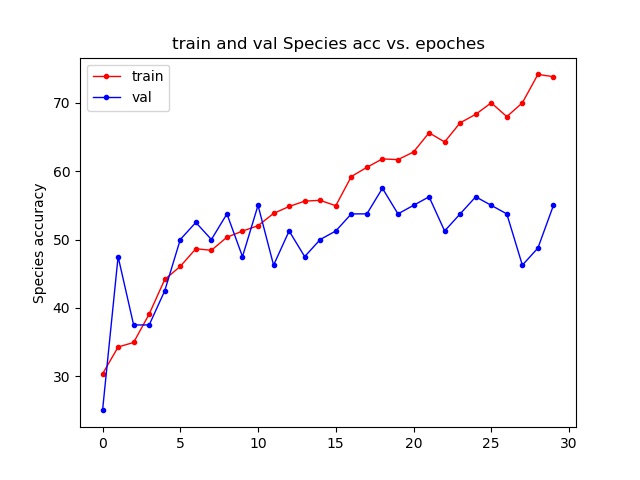 train and val Species acc vs. epoches
train
val
Species accuracy
70
60
50
40
30
0 5 10 15 20 25 30